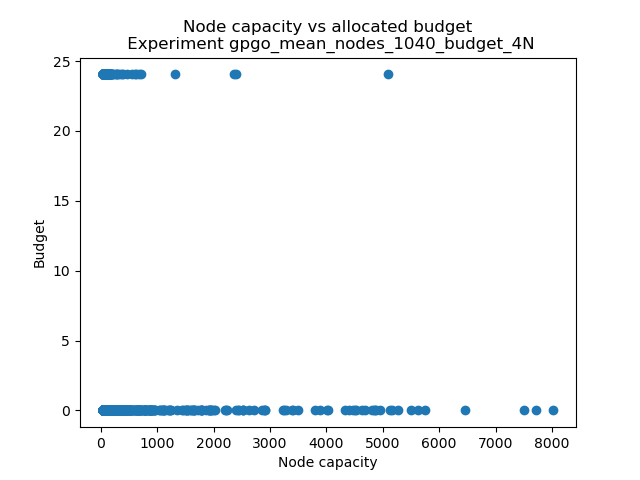 Node capacity vs allocated budget
Experiment gpgo_mean_nodes_1040_budget_4N
25
20
15
10
5
0
Budget
0 1000 2000 3000 4000 5000 6000 7000 8000
Node capacity